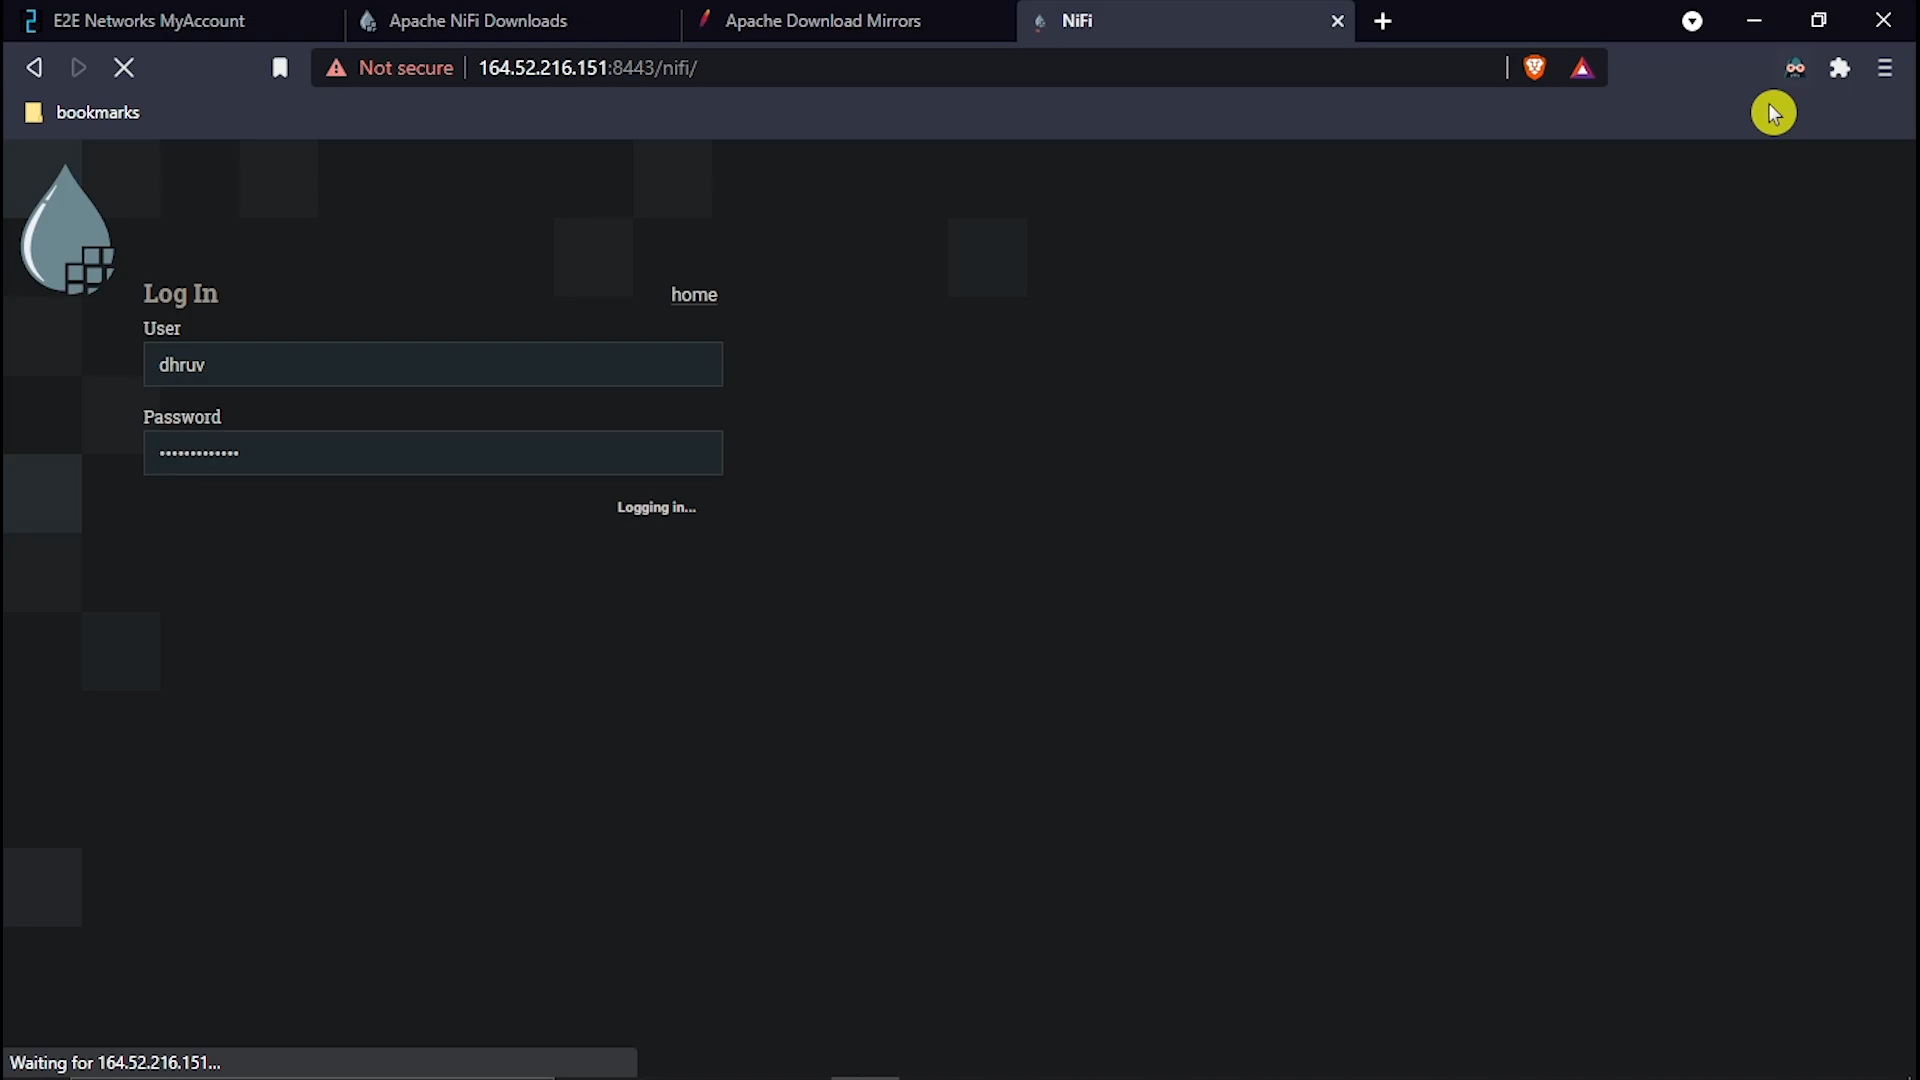 E2E Networks MyAccount
Apache NiFi Downloads
Apache Download Mirrors
NiFi
Not secure
164.52.216.151:8443/nifi/
bookmarks
Log In
home
User
dhruv
Password
•••••••••••••
Logging in...
Waiting for 164.52.216.151...